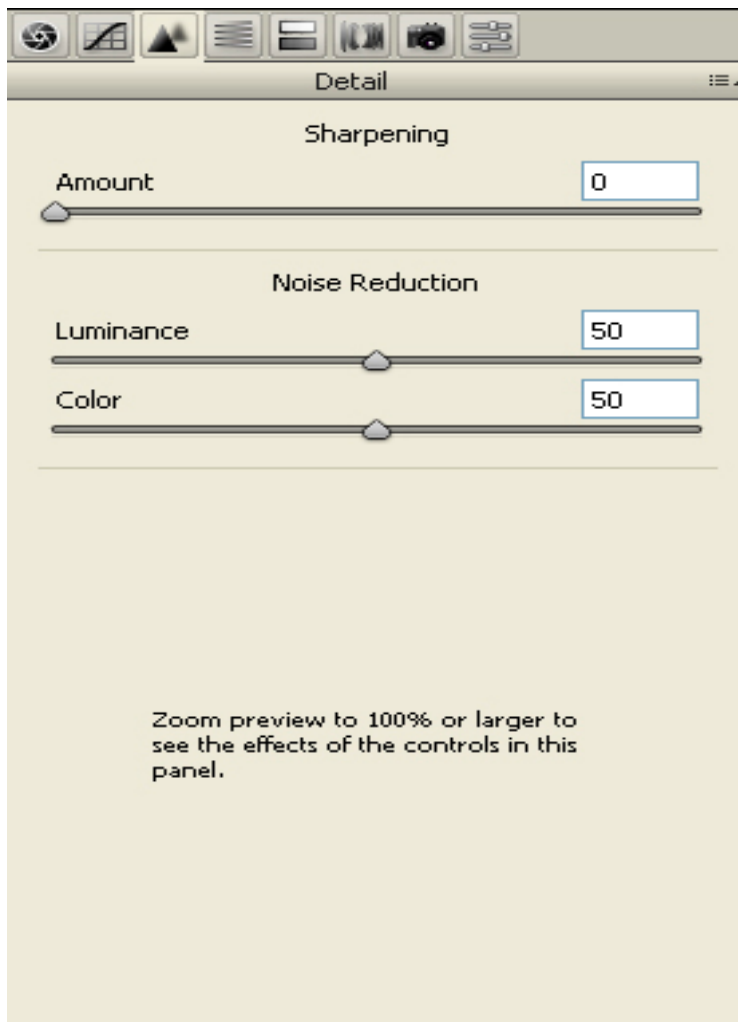 Detail
Sharpening
Amount 0
Noise Reduction
Luminance 50
Color 50
Zoom preview to 100% or larger to
see the effects of the controls in this
panel.